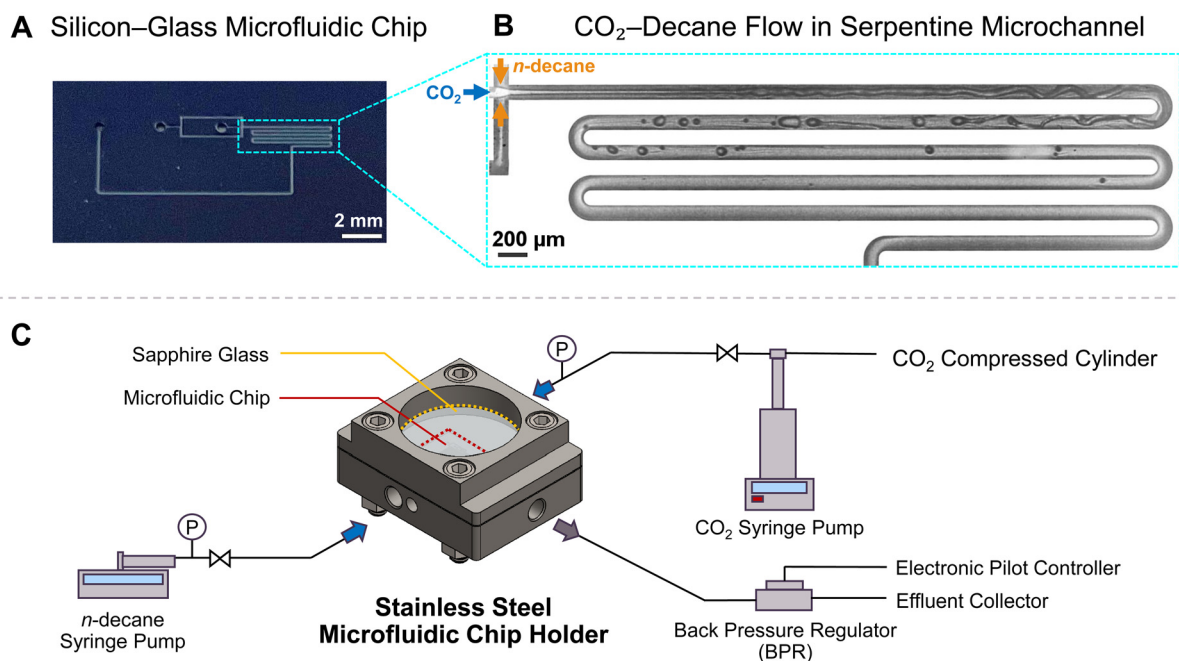 A Silicon–Glass Microfluidic Chip
2 mm
B CO₂–Decane Flow in Serpentine Microchannel
n-decane
CO₂
200 µm
C
Sapphire Glass
Microfluidic Chip
P
CO₂ Compressed Cylinder
CO₂ Syringe Pump
P
n-decane
Syringe Pump
Stainless Steel
Microfluidic Chip Holder
Electronic Pilot Controller
Effluent Collector
Back Pressure Regulator
(BPR)